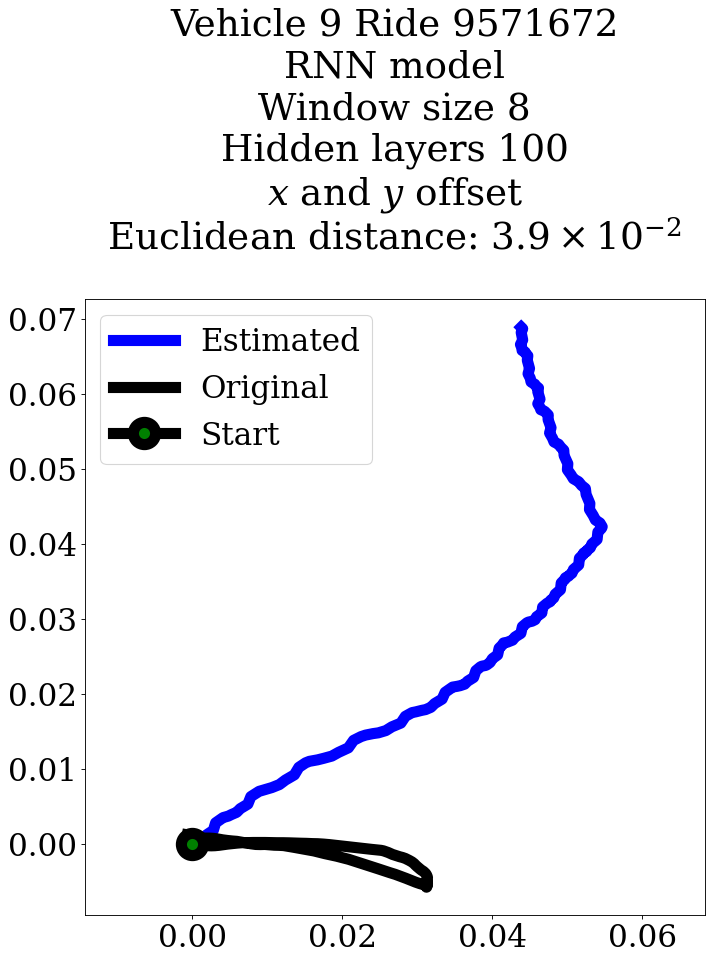 Vehicle 9 Ride 9571672
RNN model
Window size 8
Hidden layers 100
x and y offset
Euclidean distance: 3.9 × 10⁻²
0.07
0.06
0.05
0.04
0.03
0.02
0.01
0.00
Estimated
Original
Start
0.00 0.02 0.04 0.06